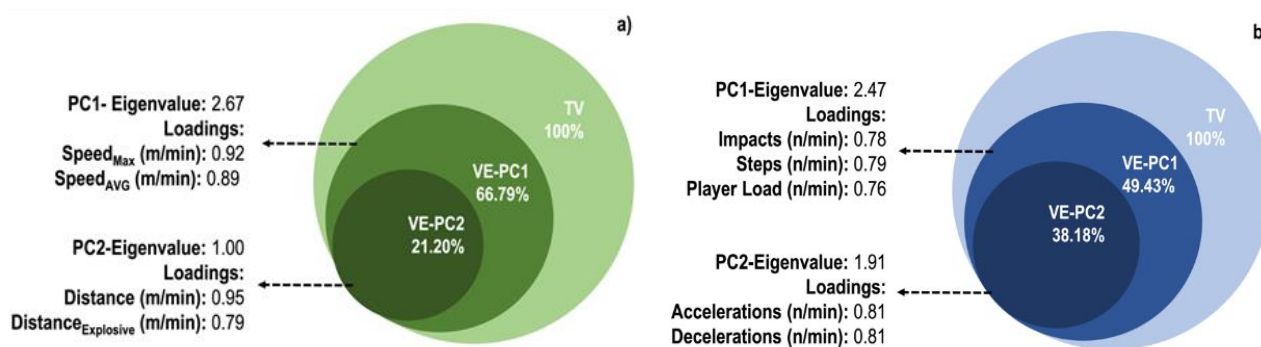 a)
PC1- Eigenvalue: 2.67
Loadings:
Speed_Max (m/min): 0.92
Speed_AVG (m/min): 0.89
PC2-Eigenvalue: 1.00
Loadings:
Distance (m/min): 0.95
Distance_Explosive (m/min): 0.79
TV
100%
VE-PC1
66.79%
VE-PC2
21.20%
b
PC1-Eigenvalue: 2.47
Loadings:
Impacts (n/min): 0.78
Steps (n/min): 0.79
Player Load (n/min): 0.76
PC2-Eigenvalue: 1.91
Loadings:
Accelerations (n/min): 0.81
Decelerations (n/min): 0.81
TV
100%
VE-PC1
49.43%
VE-PC2
38.18%